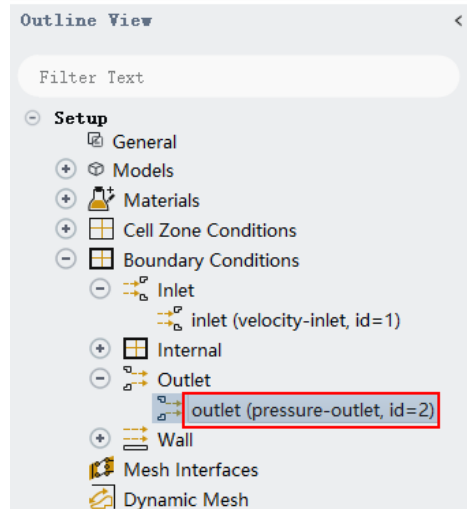 Outline View <
Filter Text
Setup
General
Models
Materials
Cell Zone Conditions
Boundary Conditions
Inlet
inlet (velocity-inlet, id=1)
Internal
Outlet
outlet (pressure-outlet, id=2)
Wall
Mesh Interfaces
Dynamic Mesh